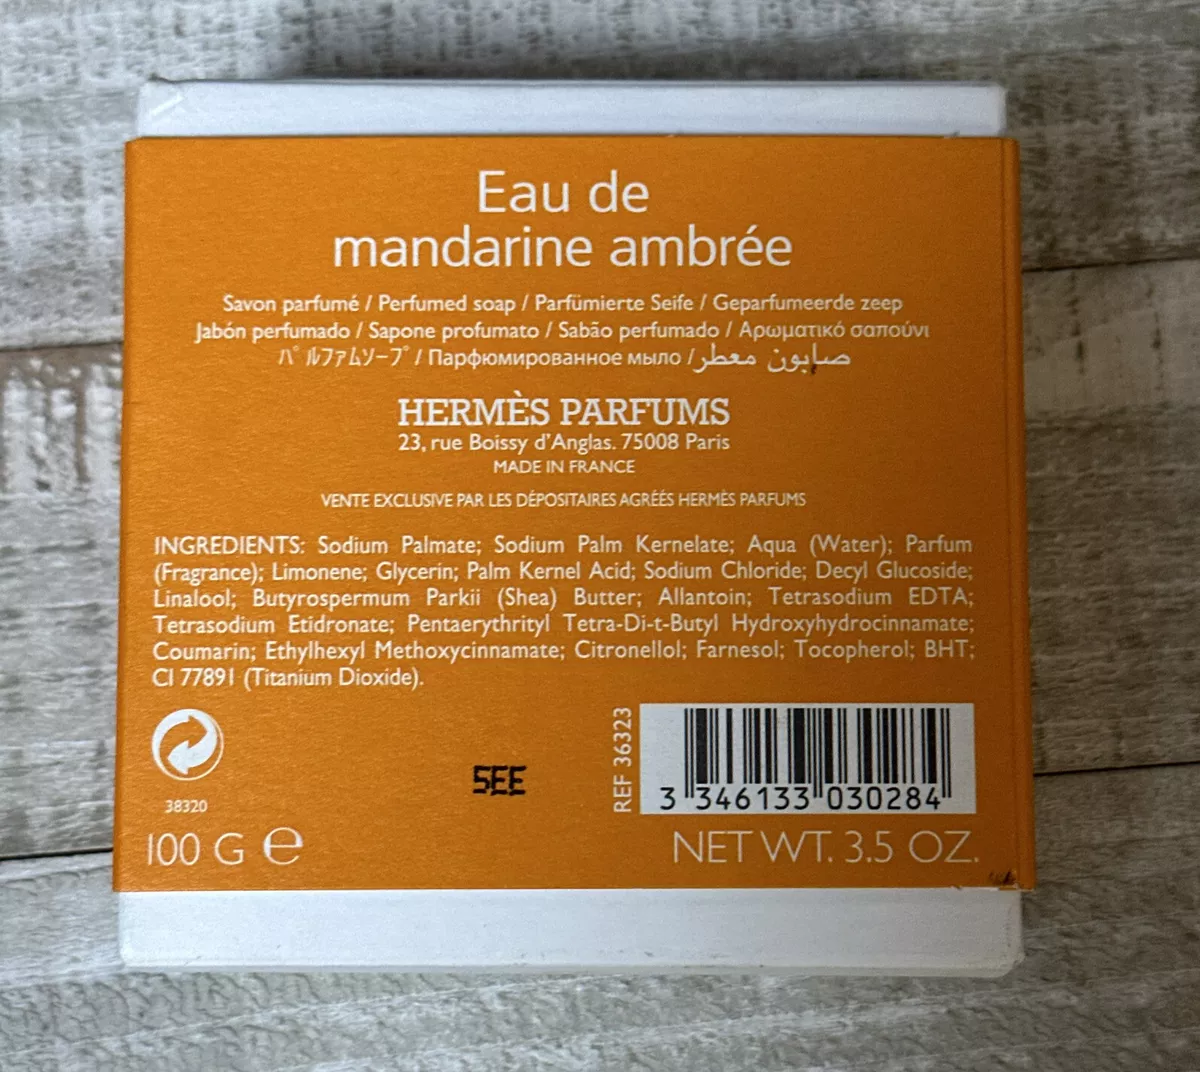 Eau de
mandarine ambrée
Savon parfumé / Perfumed soap / Parfümierte Seife / Geparfumeerde zeep
Jabón perfumado / Sapone profumato / Sabão perfumado / Αρωματικό σαπούνι
パルファムソープ / Парфюмированное мыло / صابون معطر
HERMÈS PARFUMS
23, rue Boissy d'Anglas. 75008 Paris
MADE IN FRANCE
VENTE EXCLUSIVE PAR LES DÉPOSITAIRES AGRÉÉS HERMÈS PARFUMS
INGREDIENTS: Sodium Palmate; Sodium Palm Kernelate; Aqua (Water); Parfum
(Fragrance); Limonene; Glycerin; Palm Kernel Acid; Sodium Chloride; Decyl Glucoside;
Linalool; Butyrospermum Parkii (Shea) Butter; Allantoin; Tetrasodium EDTA;
Tetrasodium Etidronate; Pentaerythrityl Tetra-Di-t-Butyl Hydroxyhydrocinnamate;
Coumarin; Ethylhexyl Methoxycinnamate; Citronellol; Farnesol; Tocopherol; BHT;
CI 77891 (Titanium Dioxide).
38320
5EE
REF 36323
3 346133 030284
100 G ℮
NET WT. 3.5 OZ.